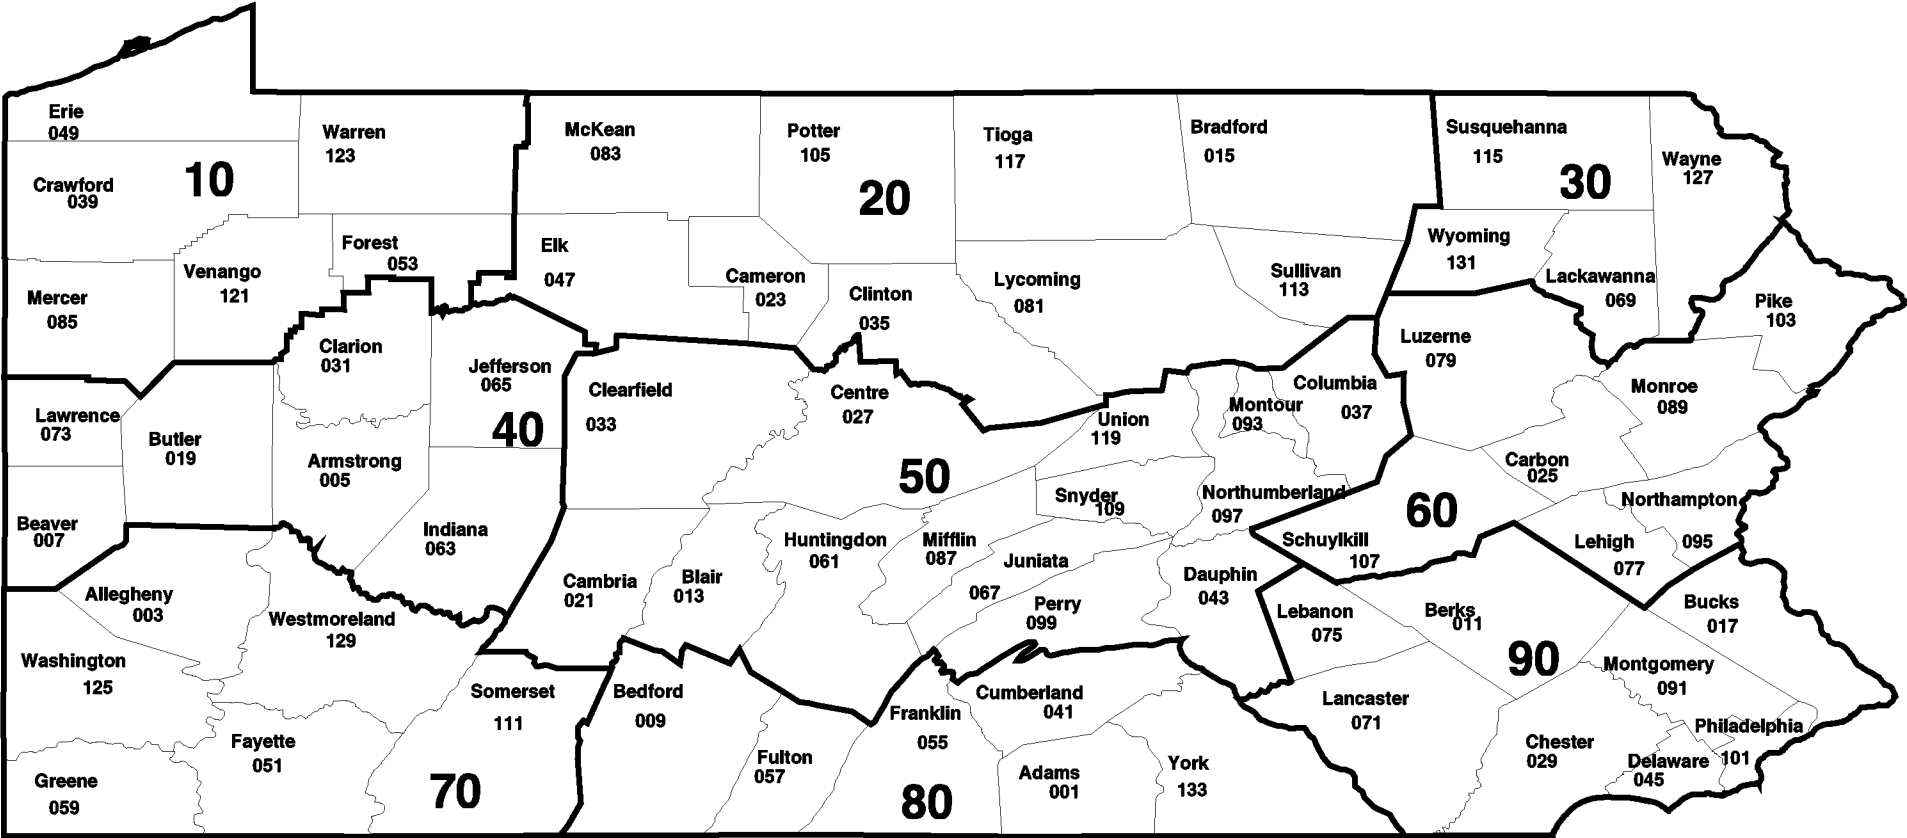 Erie
049
Crawford
039
10
Warren
123
Mercer
085
Venango
121
Forest
053
McKean
083
Potter
105
20
Tioga
117
Bradford
015
Elk
047
Cameron
023
Clinton
035
Lycoming
081
Sullivan
113
Susquehanna
115
30
Wayne
127
Wyoming
131
Lackawanna
069
Pike
103
Lawrence
073
Butler
019
Clarion
031
Jefferson
065
40
Armstrong
005
Beaver
007
Indiana
063
Clearfield
033
Centre
027
50
Union
119
Montour
093
Columbia
037
Snyder
109
Northumberland
097
Cambria
021
Blair
013
Huntingdon
061
Mifflin
087
Juniata
067
Perry
099
Dauphin
043
Luzerne
079
Monroe
089
Carbon
025
60
Northampton
095
Schuylkill
107
Lehigh
077
Allegheny
003
Westmoreland
129
Washington
125
Greene
059
Fayette
051
Somerset
111
70
Bedford
009
Fulton
057
Franklin
055
80
Cumberland
041
Adams
001
York
133
Lebanon
075
Berks
011
90
Bucks
017
Lancaster
071
Montgomery
091
Chester
029
Delaware
045
Philadelphia
101